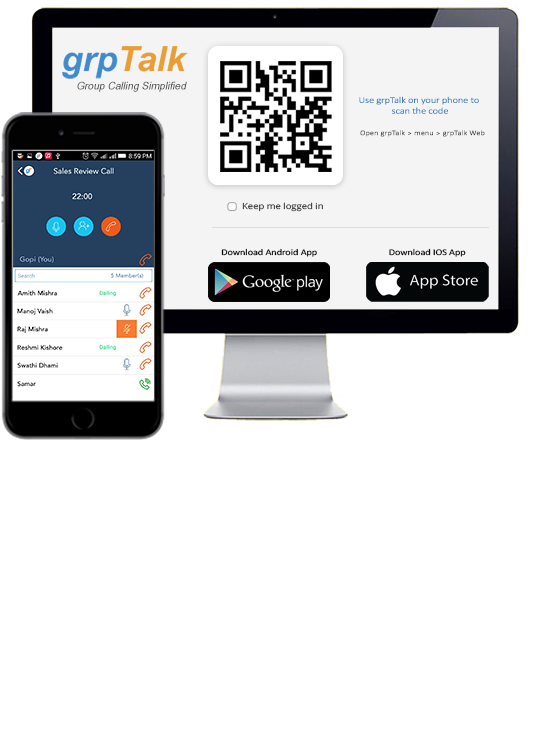 grpTalk
Group Calling Simplified
Use grpTalk on your phone to
scan the code
Open grpTalk > menu > grpTalk Web
Keep me logged in
Download Android App
Download IOS App
Google play
App Store
8:59 PM
Sales Review Call
22:00
Gopi (You)
Search
5 Member(s)
Amith Mishra
Dailing
Manoj Vaish
Raj Mishra
Reshmi Kishore
Dailing
Swathi Dhami
Samar